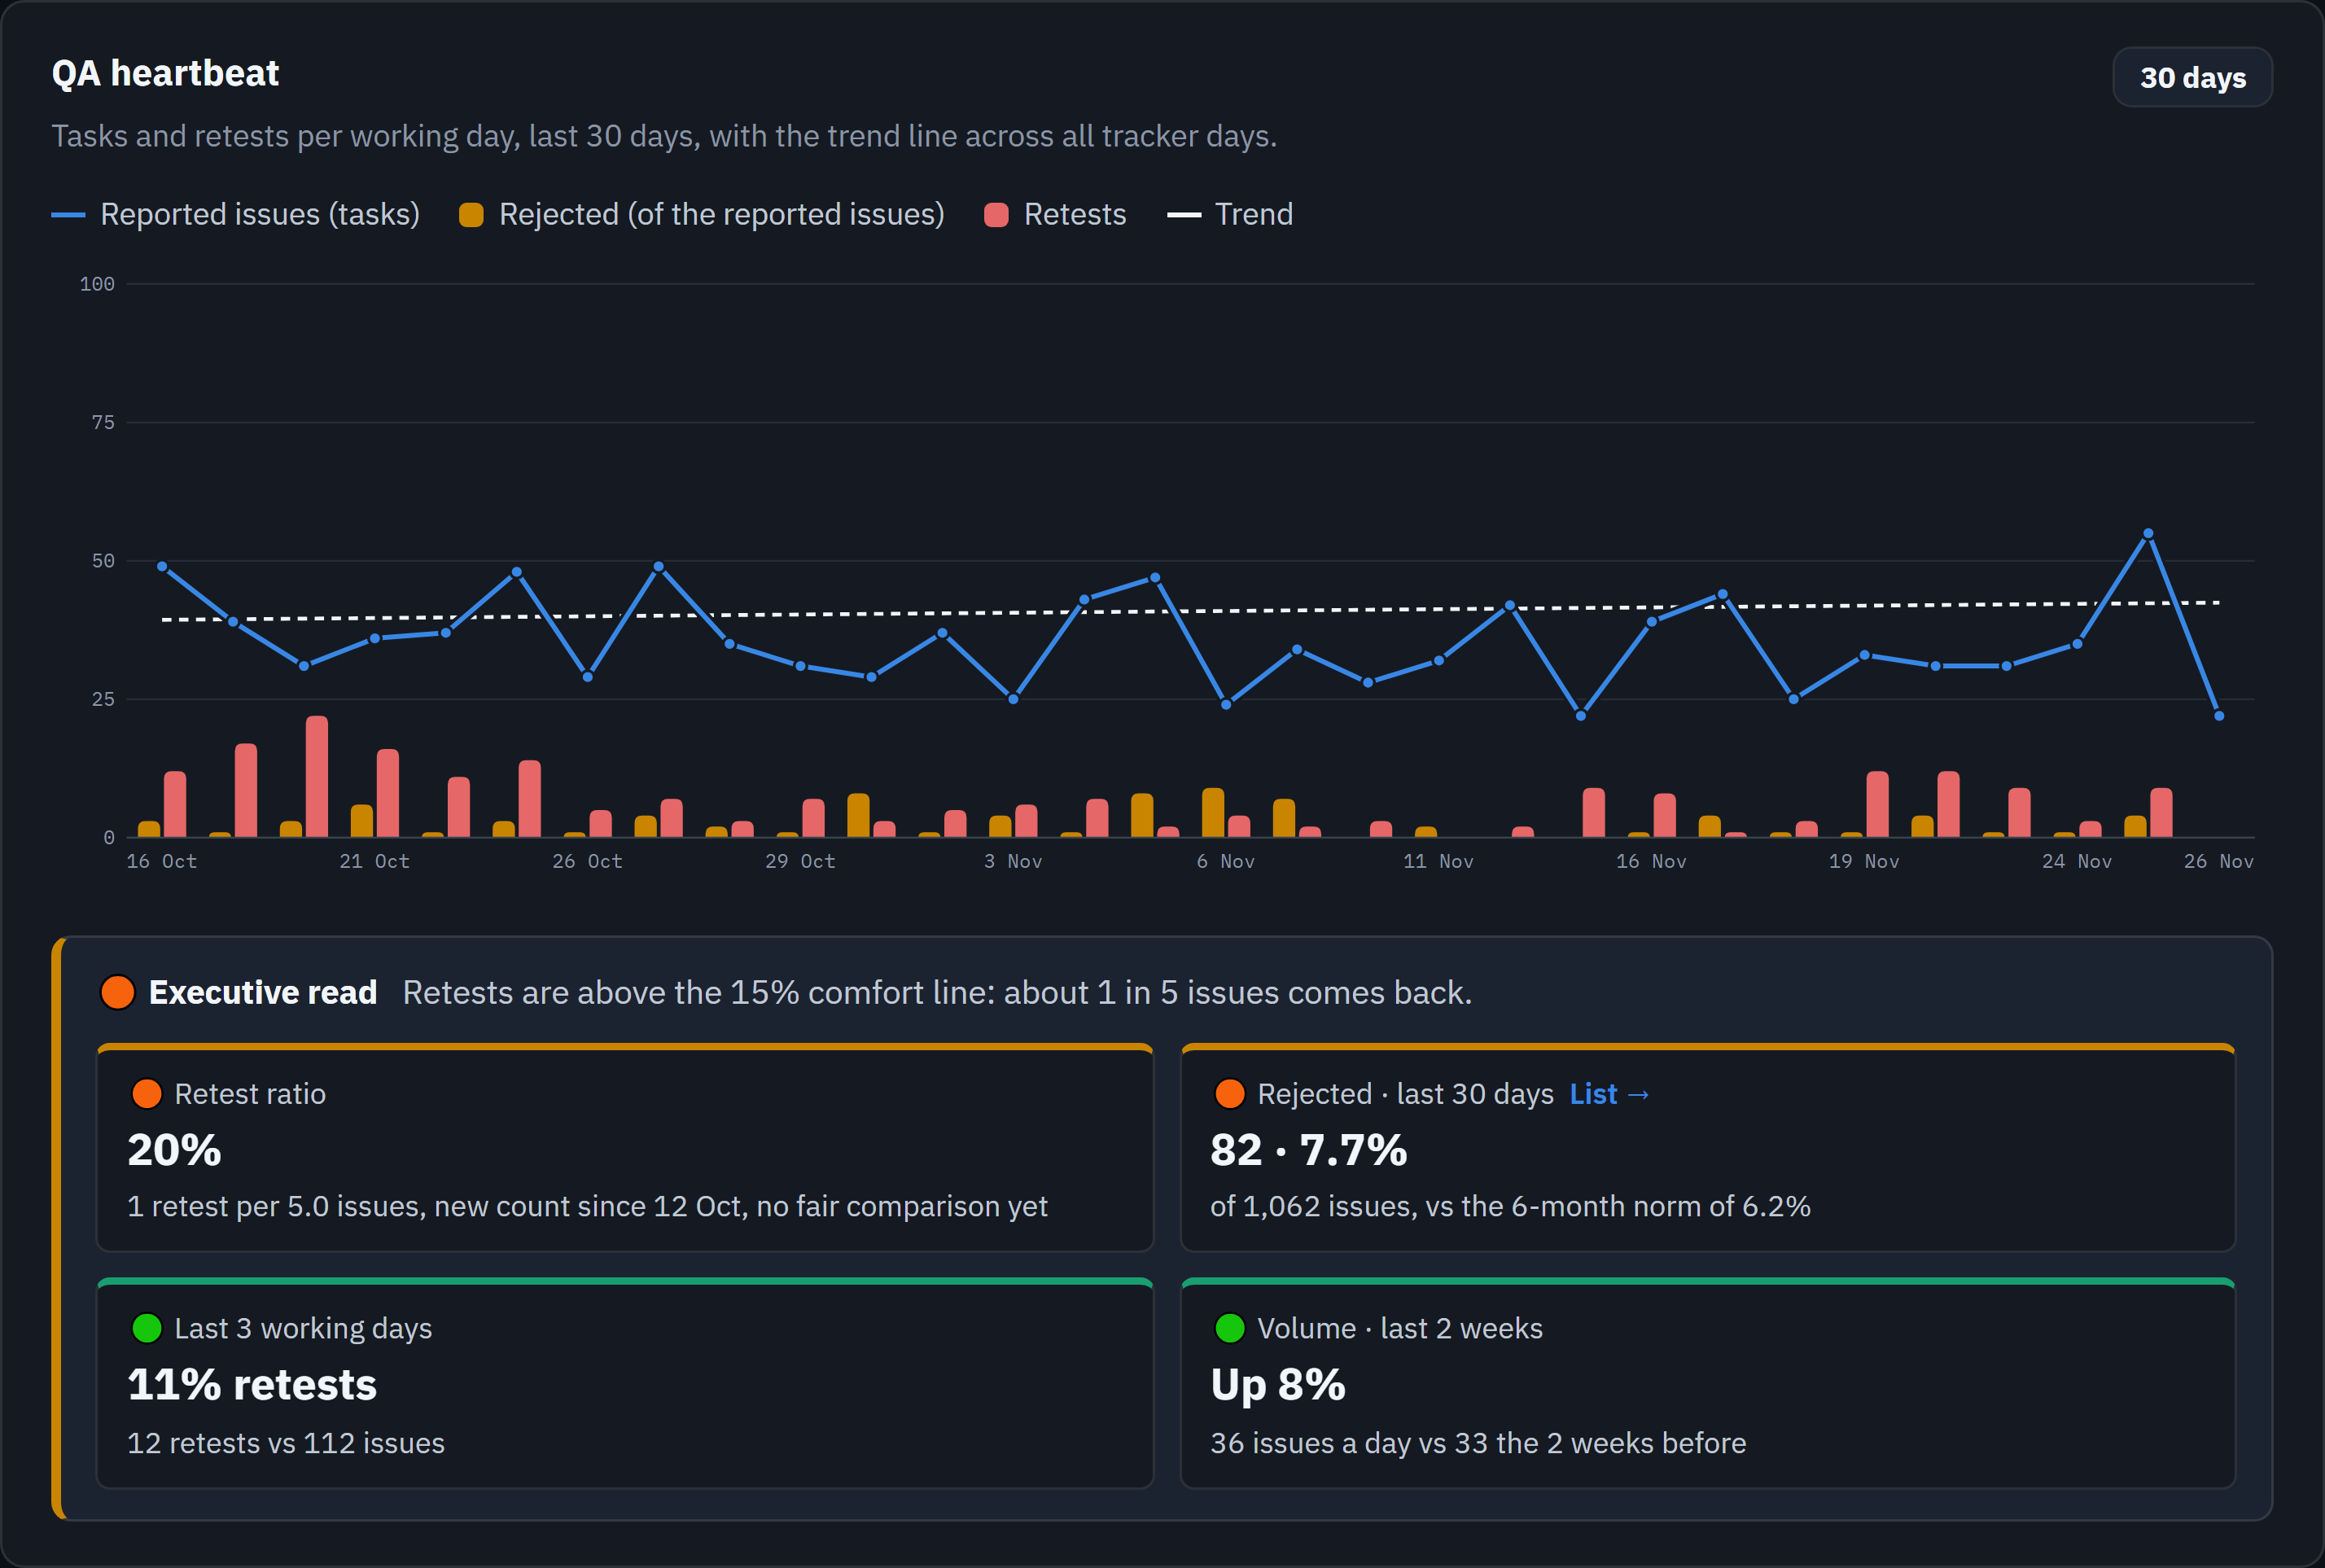 QA heartbeat
30 days
Tasks and retests per working day, last 30 days, with the trend line across all tracker days.
Reported issues (tasks) Rejected (of the reported issues) Retests Trend
100
75
50
25
0
16 Oct 21 Oct 26 Oct 29 Oct 3 Nov 6 Nov 11 Nov 16 Nov 19 Nov 24 Nov 26 Nov
Executive read Retests are above the 15% comfort line: about 1 in 5 issues comes back.
Retest ratio
20%
1 retest per 5.0 issues, new count since 12 Oct, no fair comparison yet
Rejected · last 30 days List →
82 · 7.7%
of 1,062 issues, vs the 6-month norm of 6.2%
Last 3 working days
11% retests
12 retests vs 112 issues
Volume · last 2 weeks
Up 8%
36 issues a day vs 33 the 2 weeks before